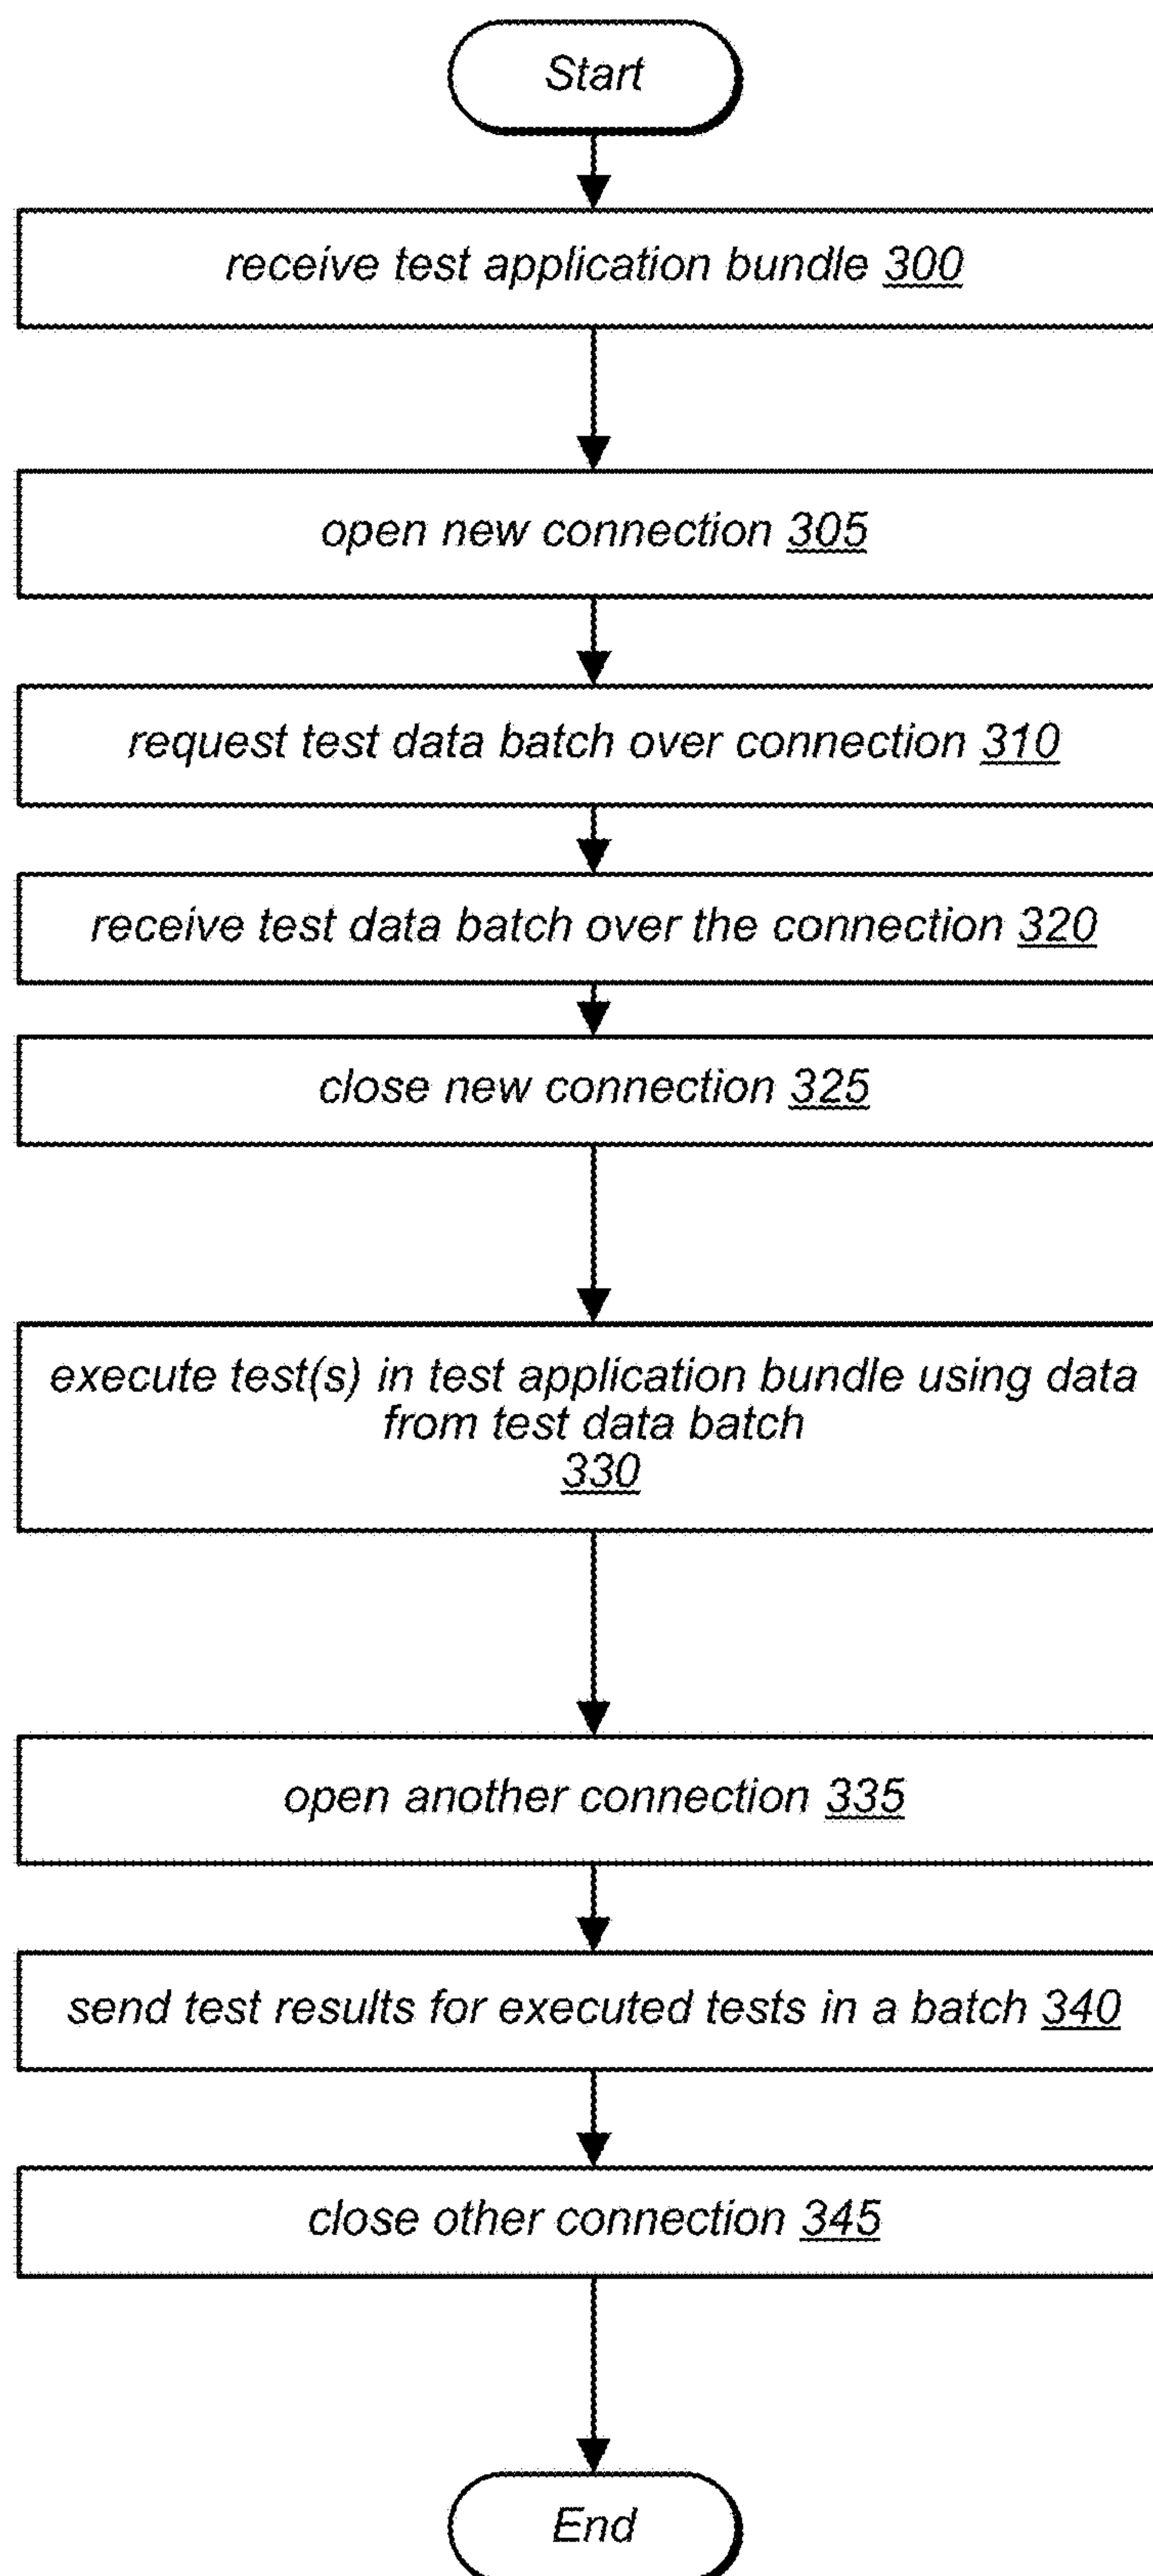 Start
receive test application bundle 300
open new connection 305
request test data batch over connection 310
receive test data batch over the connection 320
close new connection 325
execute test(s) in test application bundle using data
from test data batch
330
open another connection 335
send test results for executed tests in a batch 340
close other connection 345
End